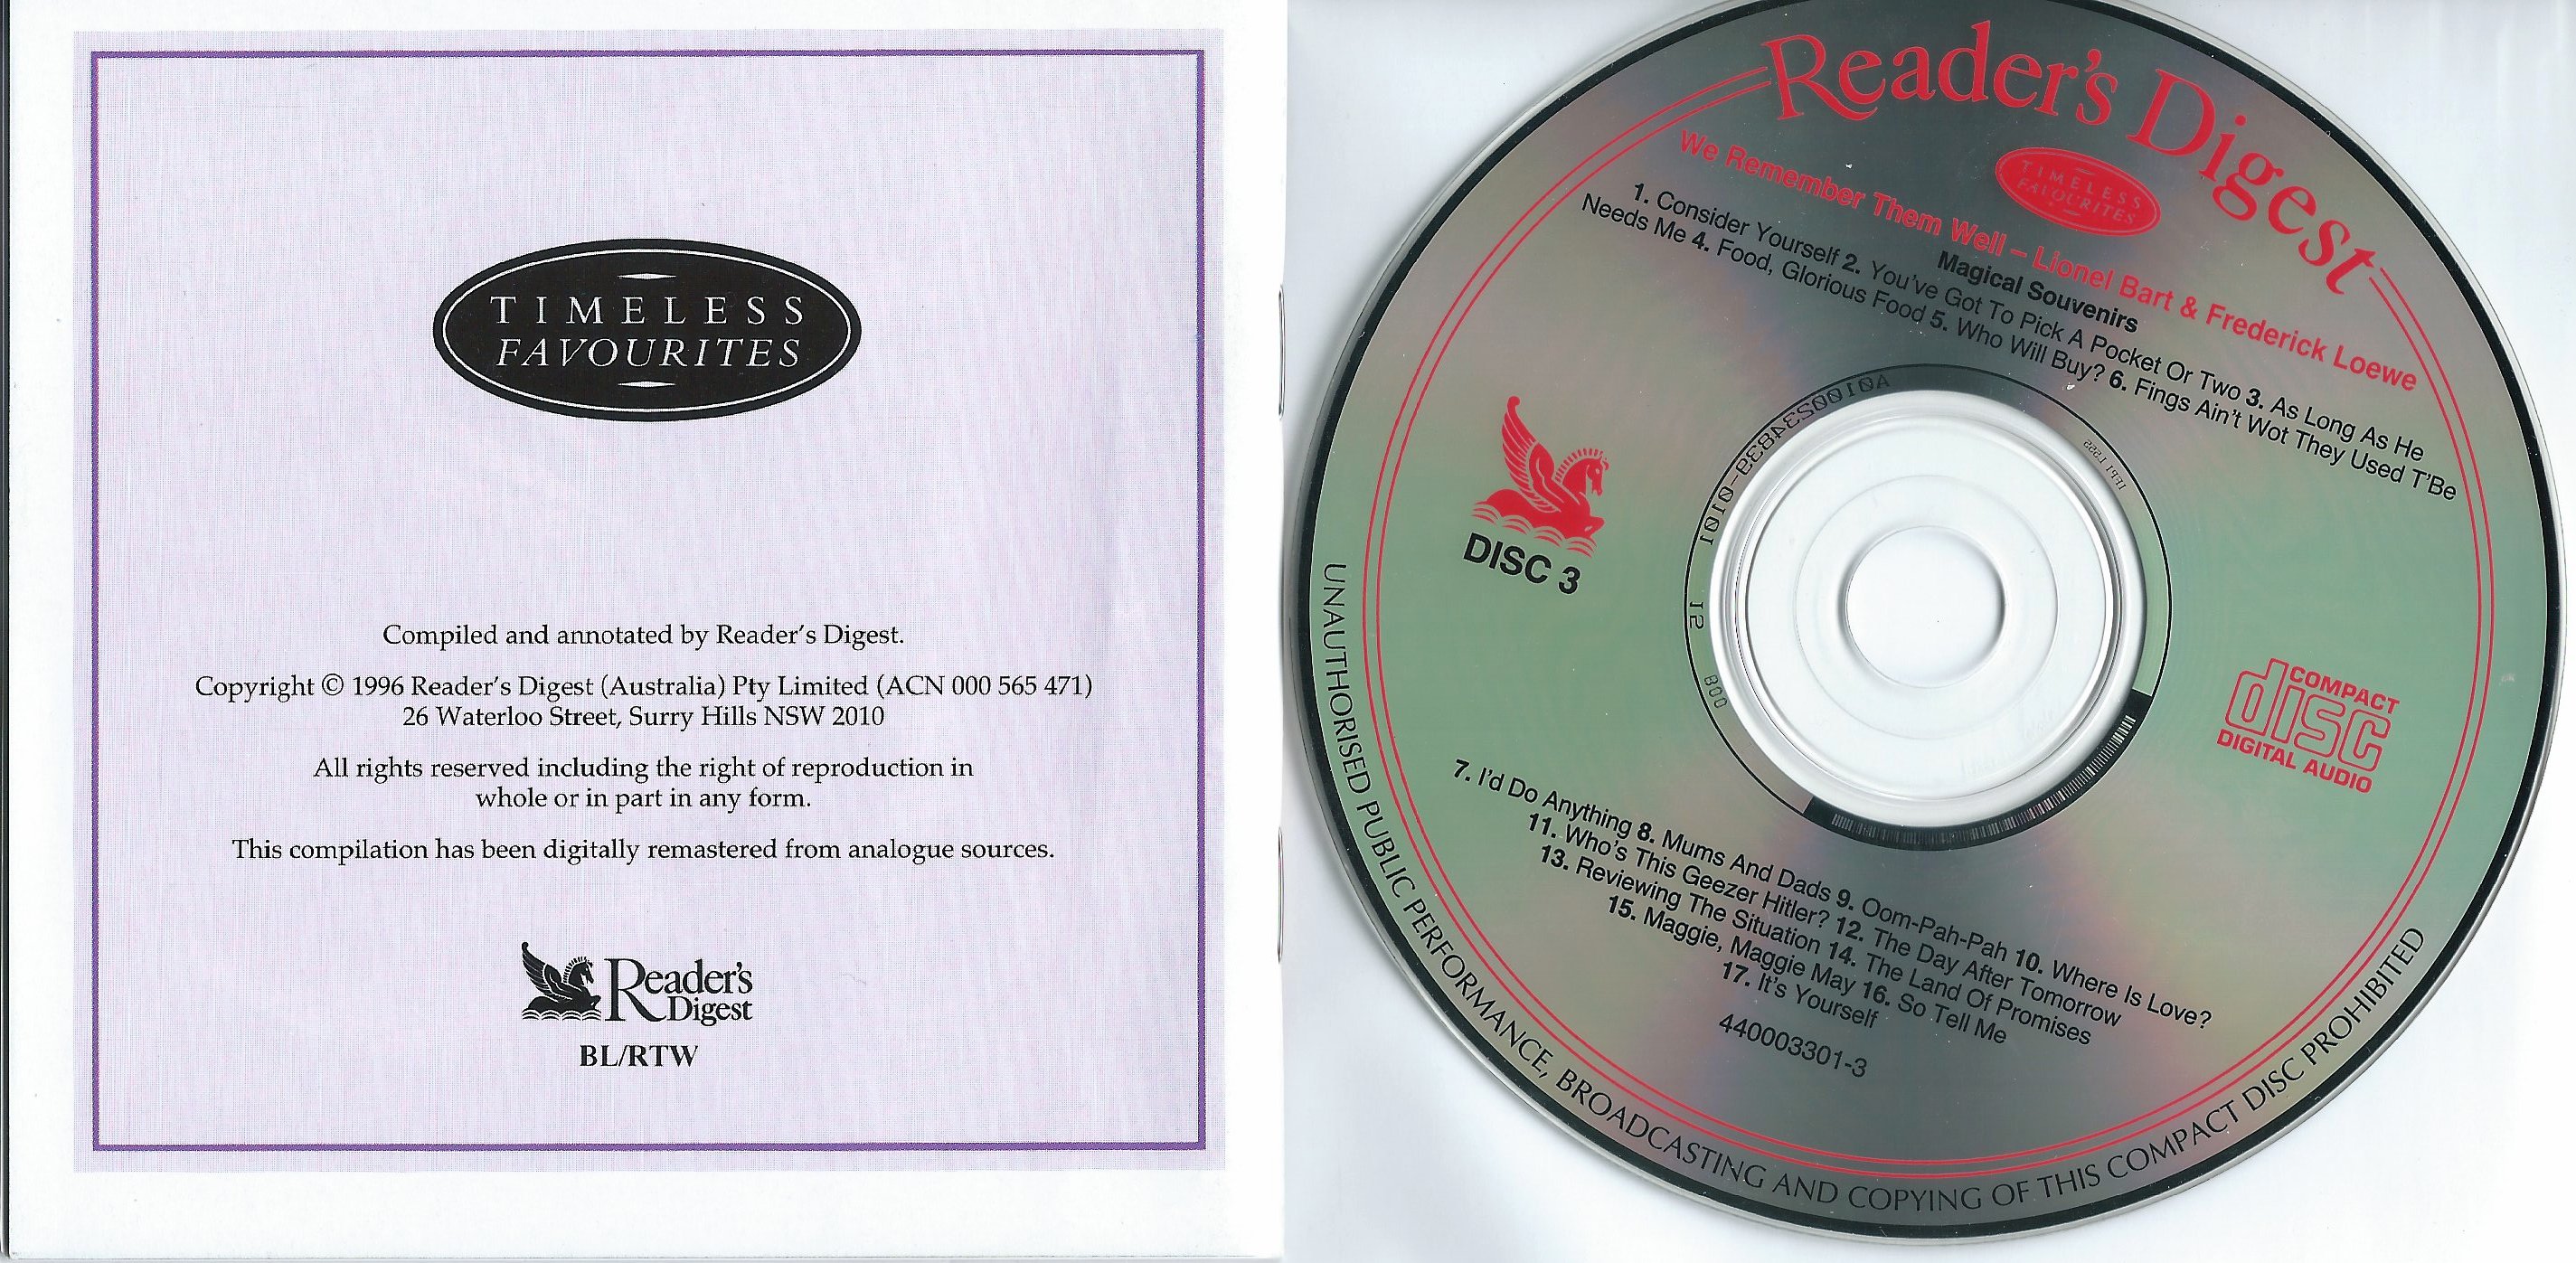 TIMELESS
FAVOURITES
Compiled and annotated by Reader's Digest.
Copyright © 1996 Reader's Digest (Australia) Pty Limited (ACN 000 565 471)
26 Waterloo Street, Surry Hills NSW 2010
All rights reserved including the right of reproduction in
whole or in part in any form.
This compilation has been digitally remastered from analogue sources.
Reader's
Digest
BL/RTW
Reader's Digest
TIMELESS
FAVOURITES
We Remember Them Well – Lionel Bart & Frederick Loewe
Magical Souvenirs
1. Consider Yourself 2. You've Got To Pick A Pocket Or Two 3. As Long As He
Needs Me 4. Food, Glorious Food 5. Who Will Buy? 6. Fings Ain't Wot They Used T'Be
DISC 3
COMPACT
disc
DIGITAL AUDIO
7. I'd Do Anything 8. Mums And Dads 9. Oom-Pah-Pah 10. Where Is Love?
11. Who's This Geezer Hitler? 12. The Day After Tomorrow
13. Reviewing The Situation 14. The Land Of Promises
15. Maggie, Maggie May 16. So Tell Me
17. It's Yourself
440003301-3
UNAUTHORISED PUBLIC PERFORMANCE, BROADCASTING AND COPYING OF THIS COMPACT DISC PROHIBITED
12